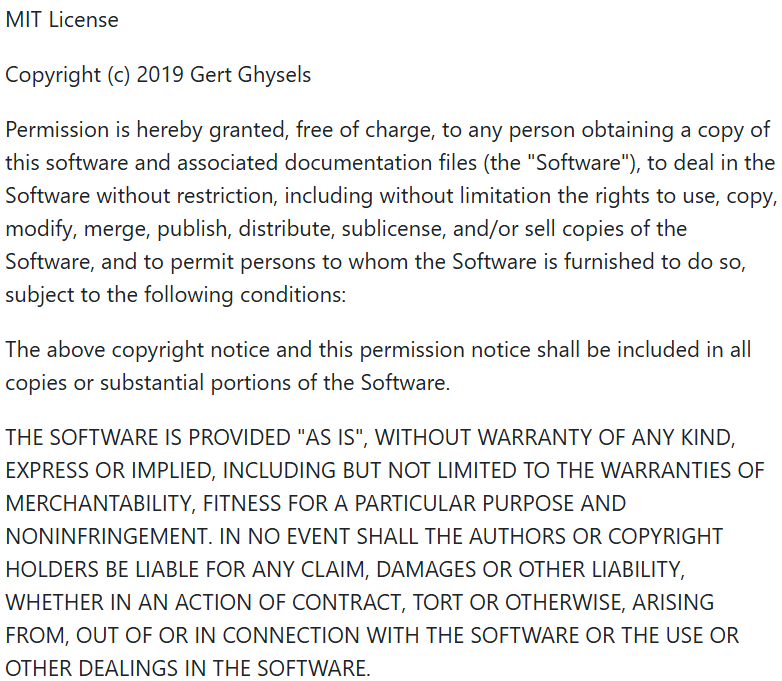 MIT License
Copyright (c) 2019 Gert Ghysels
Permission is hereby granted, free of charge, to any person obtaining a copy of
this software and associated documentation files (the "Software"), to deal in the
Software without restriction, including without limitation the rights to use, copy,
modify, merge, publish, distribute, sublicense, and/or sell copies of the
Software, and to permit persons to whom the Software is furnished to do so,
subject to the following conditions:
The above copyright notice and this permission notice shall be included in all
copies or substantial portions of the Software.
THE SOFTWARE IS PROVIDED "AS IS", WITHOUT WARRANTY OF ANY KIND,
EXPRESS OR IMPLIED, INCLUDING BUT NOT LIMITED TO THE WARRANTIES OF
MERCHANTABILITY, FITNESS FOR A PARTICULAR PURPOSE AND
NONINFRINGEMENT. IN NO EVENT SHALL THE AUTHORS OR COPYRIGHT
HOLDERS BE LIABLE FOR ANY CLAIM, DAMAGES OR OTHER LIABILITY,
WHETHER IN AN ACTION OF CONTRACT, TORT OR OTHERWISE, ARISING
FROM, OUT OF OR IN CONNECTION WITH THE SOFTWARE OR THE USE OR
OTHER DEALINGS IN THE SOFTWARE.